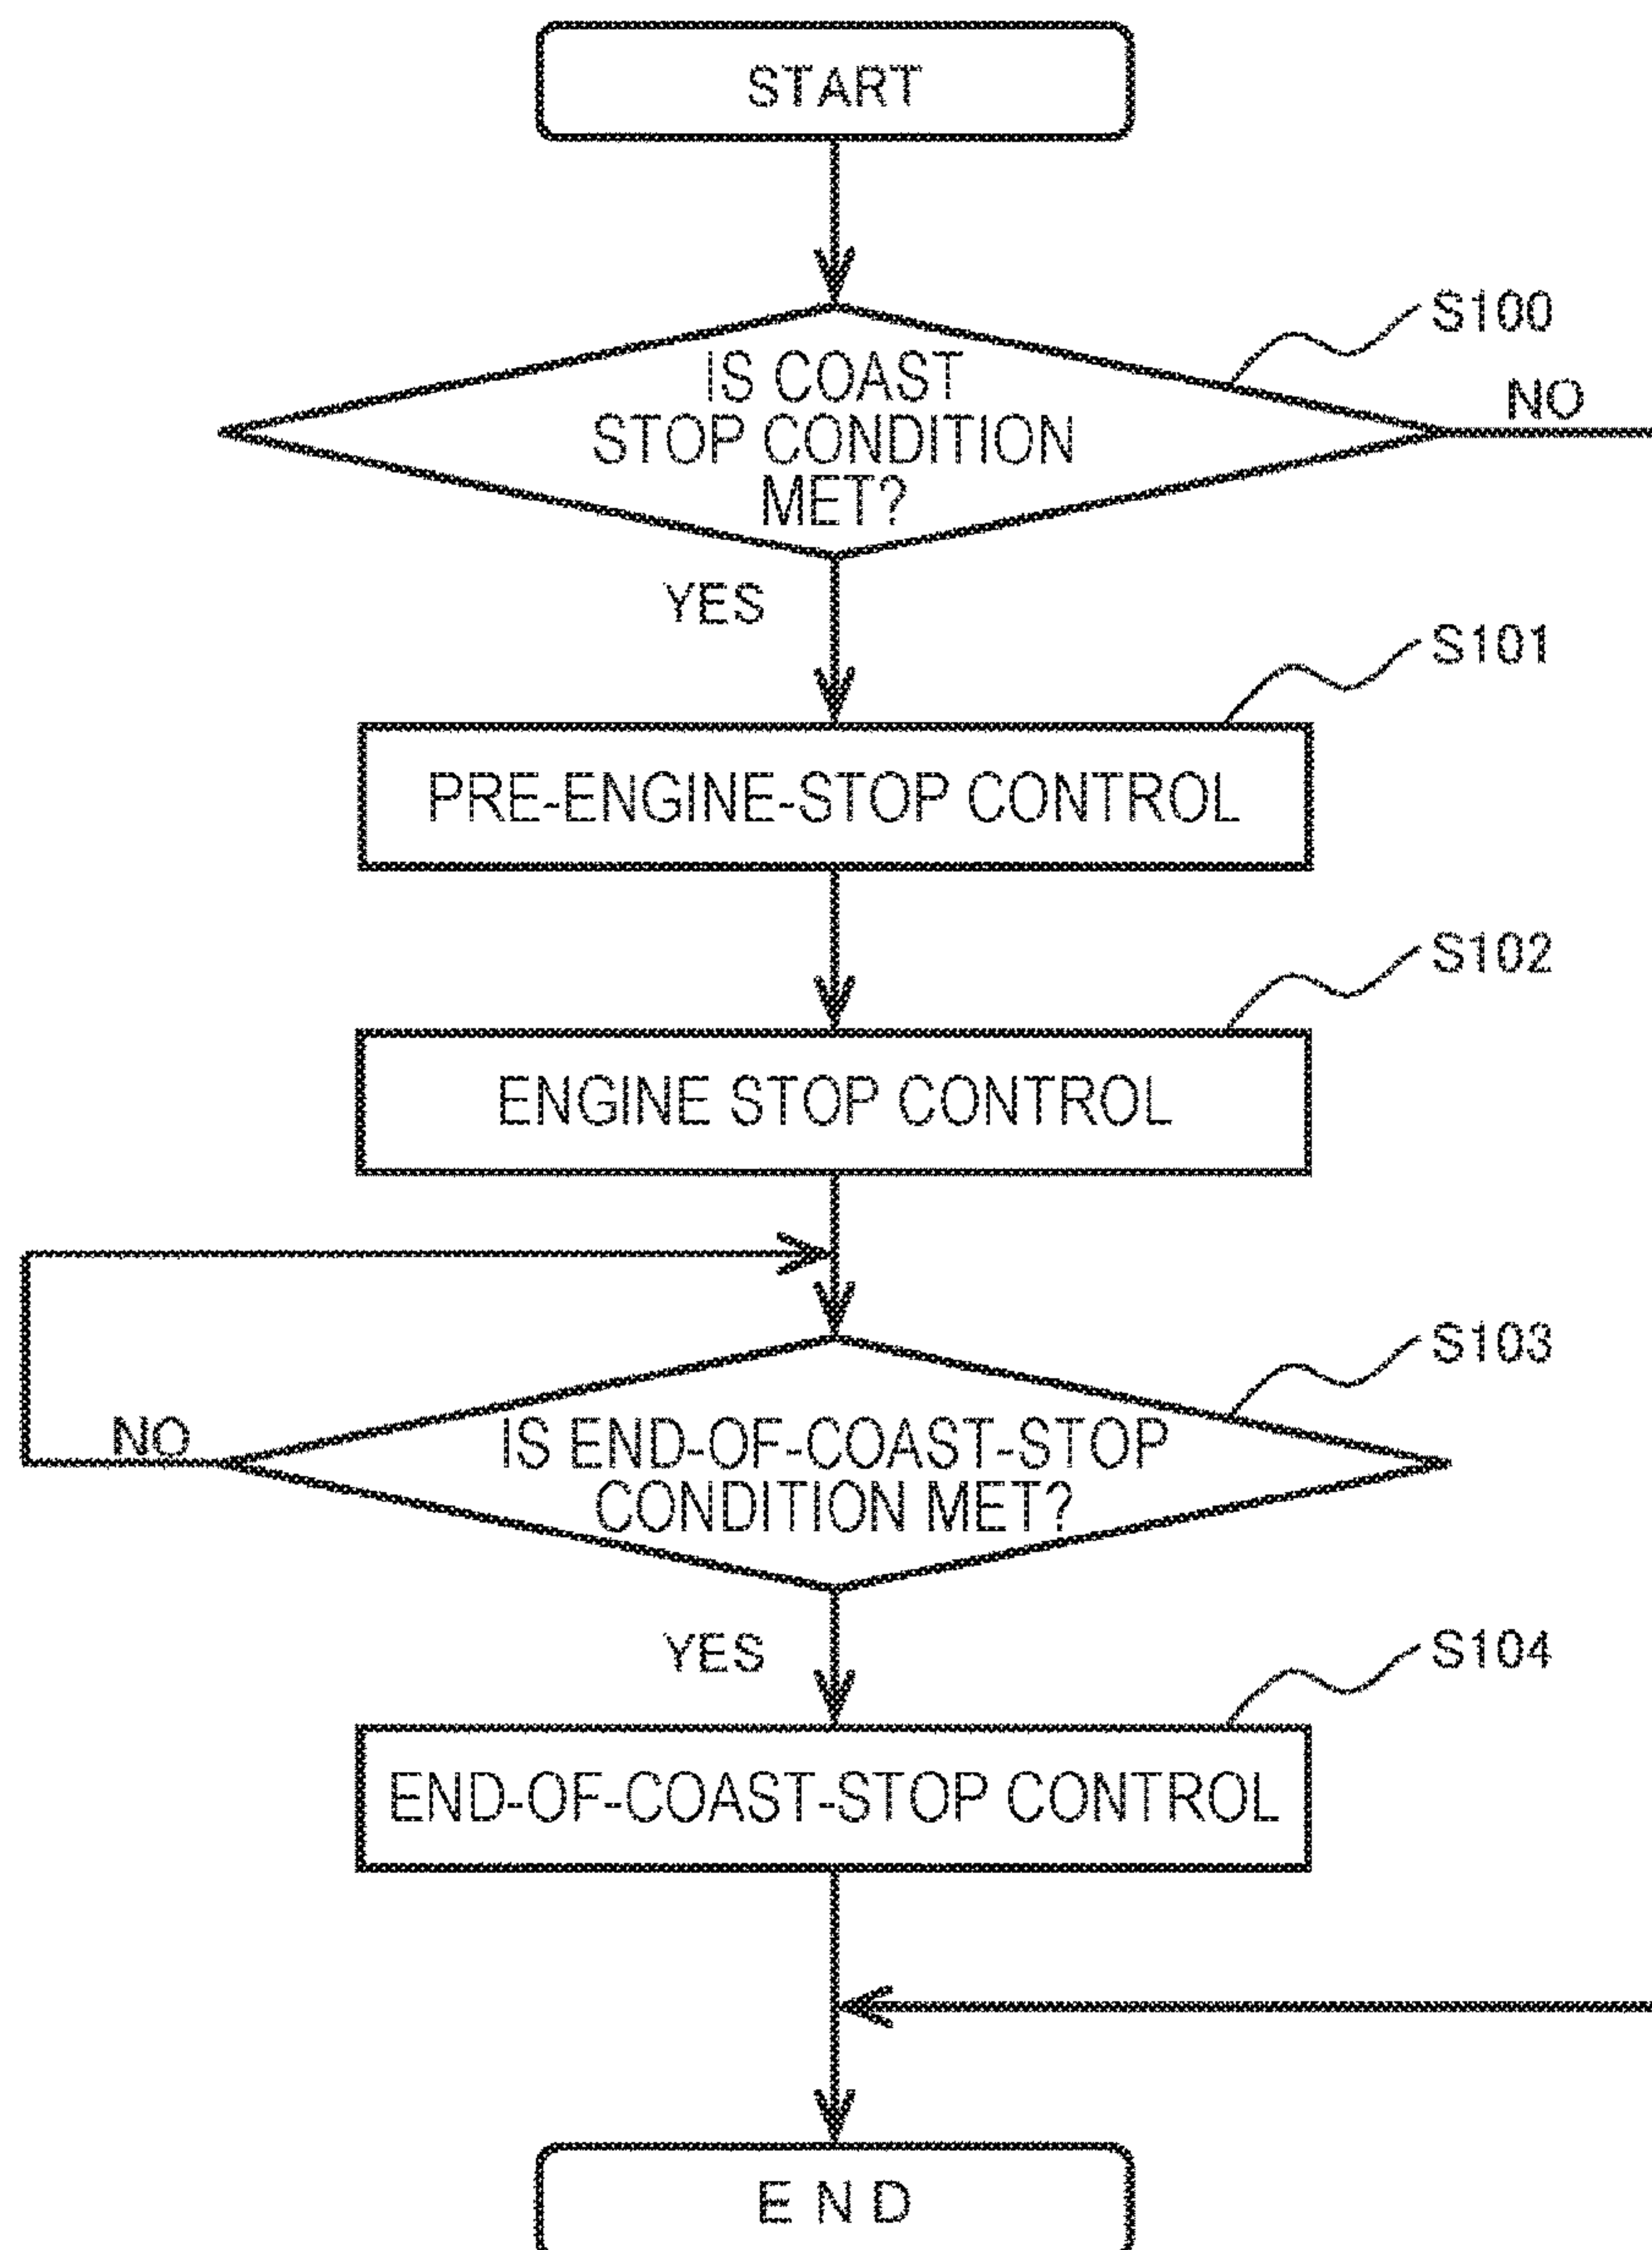 START
S100
IS COAST
STOP CONDITION
MET?
NO
YES
S101
PRE-ENGINE-STOP CONTROL
S102
ENGINE STOP CONTROL
S103
NO
IS END-OF-COAST-STOP
CONDITION MET?
YES
S104
END-OF-COAST-STOP CONTROL
END